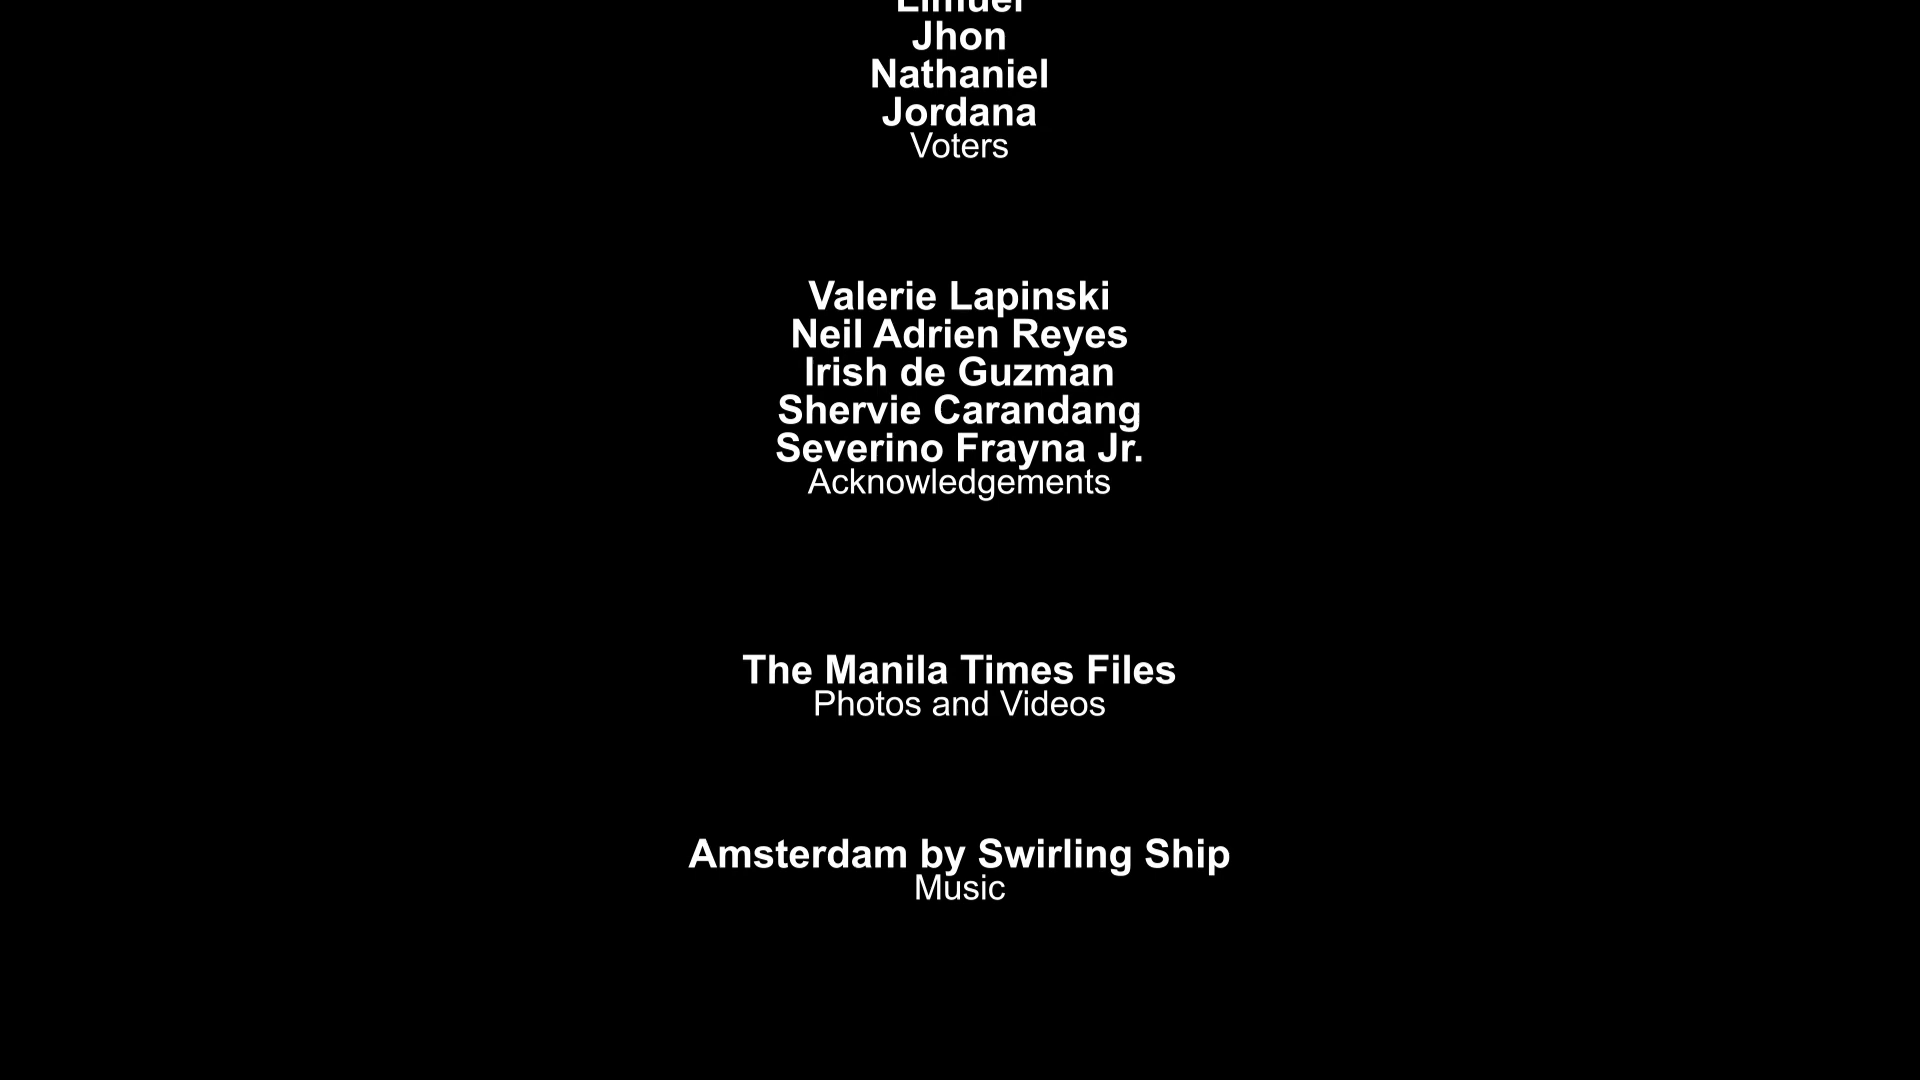 Jhon
Nathaniel
Jordana
Voters
Valerie Lapinski
Neil Adrien Reyes
Irish de Guzman
Shervie Carandang
Severino Frayna Jr.
Acknowledgements
The Manila Times Files
Photos and Videos
Amsterdam by Swirling Ship
Music